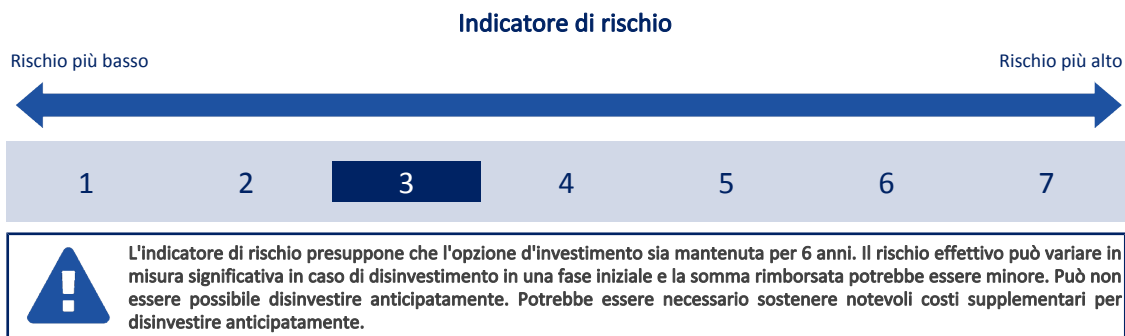 Indicatore di rischio
Rischio più basso Rischio più alto
1 2 3 4 5 6 7
L'indicatore di rischio presuppone che l'opzione d'investimento sia mantenuta per 6 anni. Il rischio effettivo può variare in
misura significativa in caso di disinvestimento in una fase iniziale e la somma rimborsata potrebbe essere minore. Può non
essere possibile disinvestire anticipatamente. Potrebbe essere necessario sostenere notevoli costi supplementari per
disinvestire anticipatamente.